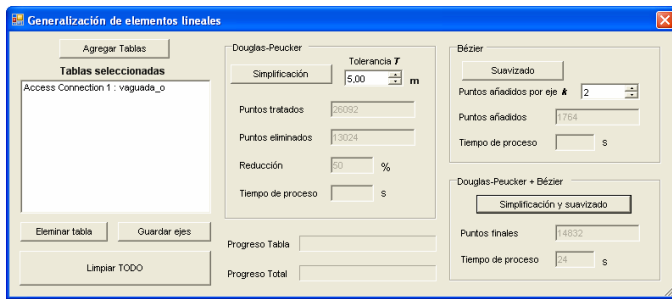 Generalización de elementos lineales
Agregar Tablas
Tablas seleccionadas
Access Connection 1 : vaguada_o
Eleminar tabla
Guardar ejes
Limpiar TODO
Douglas-Peucker
Tolerancia T
Simplificación
5,00
m
Puntos tratados
26092
Puntos eliminados
13024
Reducción
50
%
Tiempo de proceso
s
Progreso Tabla
Progreso Total
Bézier
Suavizado
Puntos añadidos por eje k
2
Puntos añadidos
1764
Tiempo de proceso
s
Douglas-Peucker + Bézier
Simplificación y suavizado
Puntos finales
14832
Tiempo de proceso
24
s